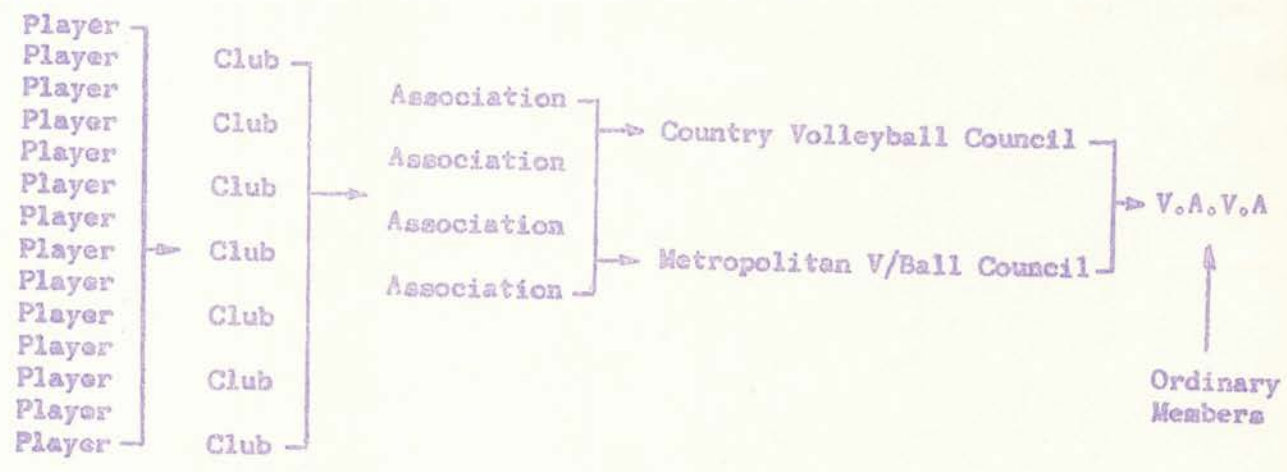 Player
Player
Player
Player
Player
Player
Player
Player
Player
Player
Player
Player
Player
Player
Club
Club
Club
Club
Club
Club
Club
Association
Association
Association
Association
Country Volleyball Council
Metropolitan V/Ball Council
V.A.V.A
Ordinary
Members